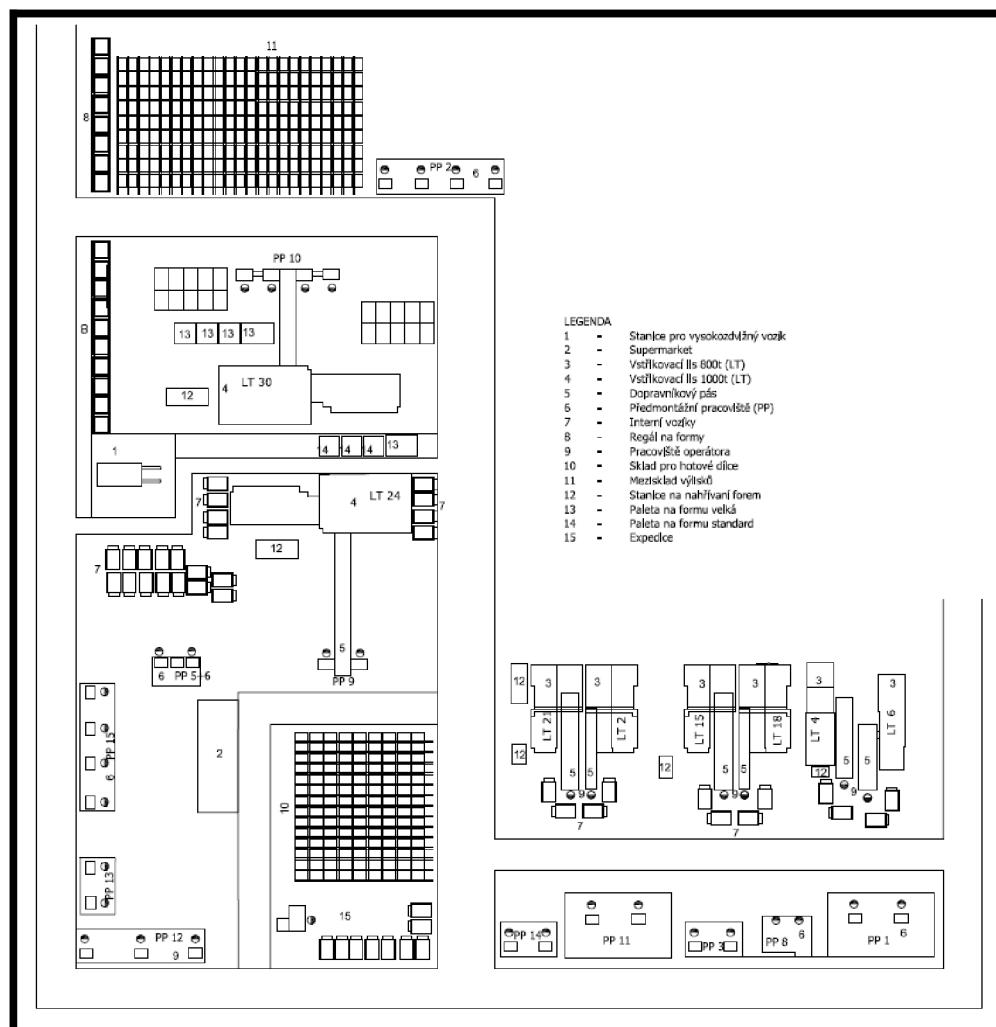 11
8
PP 2
6
PP 10
8
13 13 13 13
LT 30
4
12
1
14 14 14 13
LT 24
4
7
7
12
7
5
6 PP 5-6
PP 9
LEGENDA
1 - Stanice pro vysokozdvižný vozík
2 - Supermarket
3 - Vstřikovací lis 800t (LT)
4 - Vstřikovací lis 1000t (LT)
5 - Dopravníkový pás
6 - Předmontážní pracoviště (PP)
7 - Interní vozíky
8 - Regál na formy
9 - Pracoviště operátora
10 - Sklad pro hotové dílce
11 - Mezisklad výlisků
12 - Stanice na nahřívaní forem
13 - Paleta na formu velká
14 - Paleta na formu standard
15 - Expedice
12 3 3 3 3 3 3
LT 21 LT 2 LT 15 LT 18 LT 4 LT 6
12 12 12
5 5 5 5 5 5
9 9 9
7 7
PP 15
6
2
10
PP 13
15
PP 12
9
PP 14
PP 11
PP 3
PP 8
6
PP 1
6